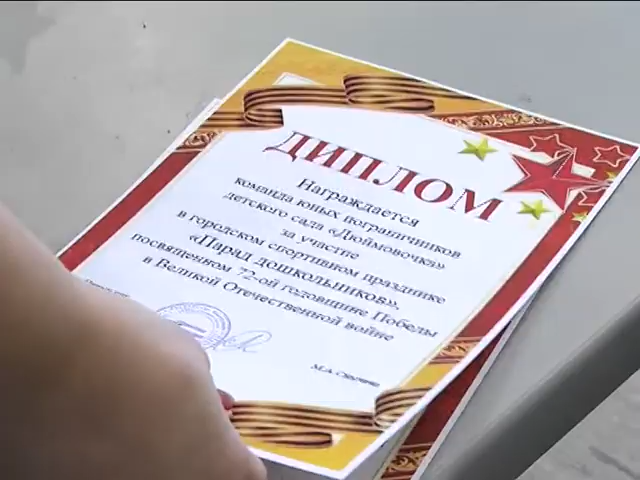 ДИПЛОМ
Награждается
команда юных пограничников
детского сада «Дюймовочка»
за участие
в городском спортивном празднике
«Парад дошкольников»,
посвященном 72-ой годовщине Победы
в Великой Отечественной войне